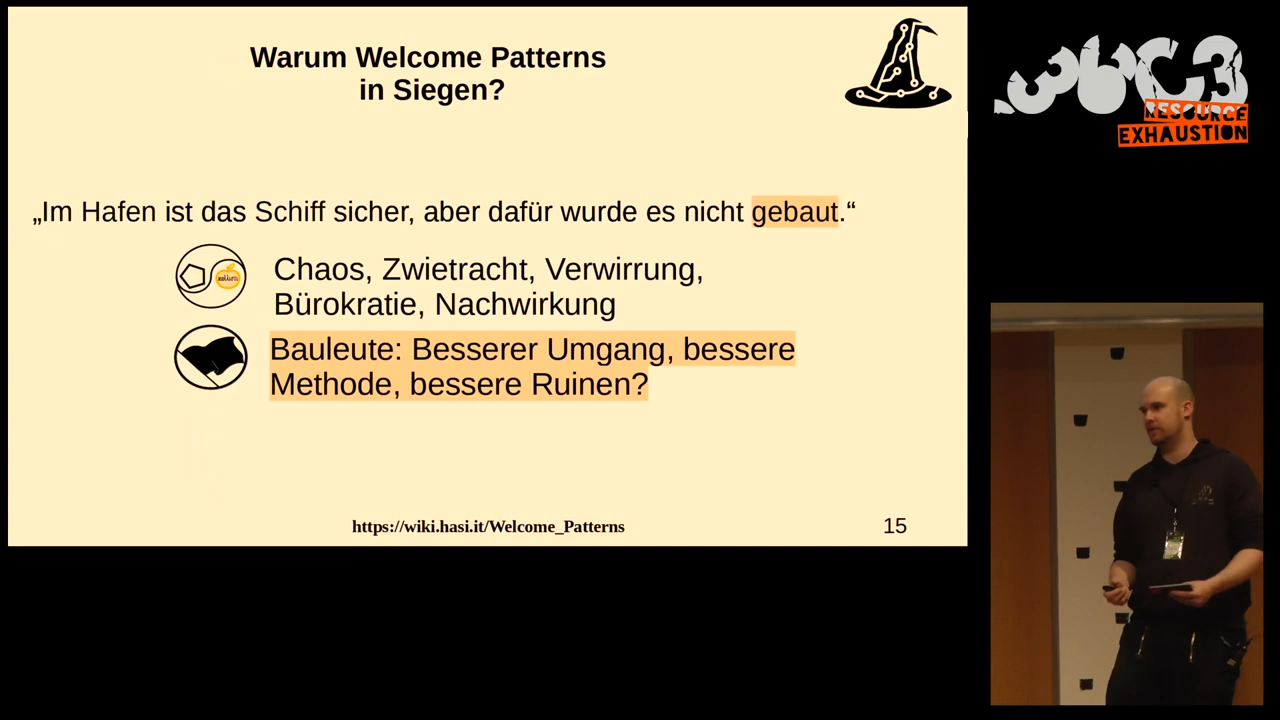 Warum Welcome Patterns
in Siegen?
„Im Hafen ist das Schiff sicher, aber dafür wurde es nicht gebaut.“
Chaos, Zwietracht, Verwirrung,
Bürokratie, Nachwirkung
Bauleute: Besserer Umgang, bessere
Methode, bessere Ruinen?
https://wiki.hasi.it/Welcome_Patterns
15
36C3
RESOURCE
EXHAUSTION